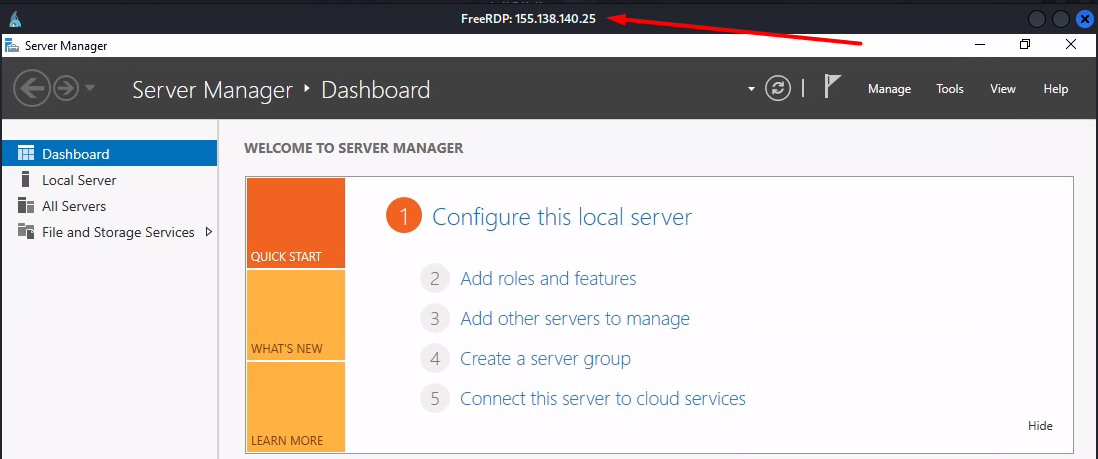 FreeRDP: 155.138.140.25
Server Manager
Server Manager ‣ Dashboard
Manage Tools View Help
Dashboard
Local Server
All Servers
File and Storage Services
WELCOME TO SERVER MANAGER
QUICK START
WHAT'S NEW
LEARN MORE
1 Configure this local server
2 Add roles and features
3 Add other servers to manage
4 Create a server group
5 Connect this server to cloud services
Hide